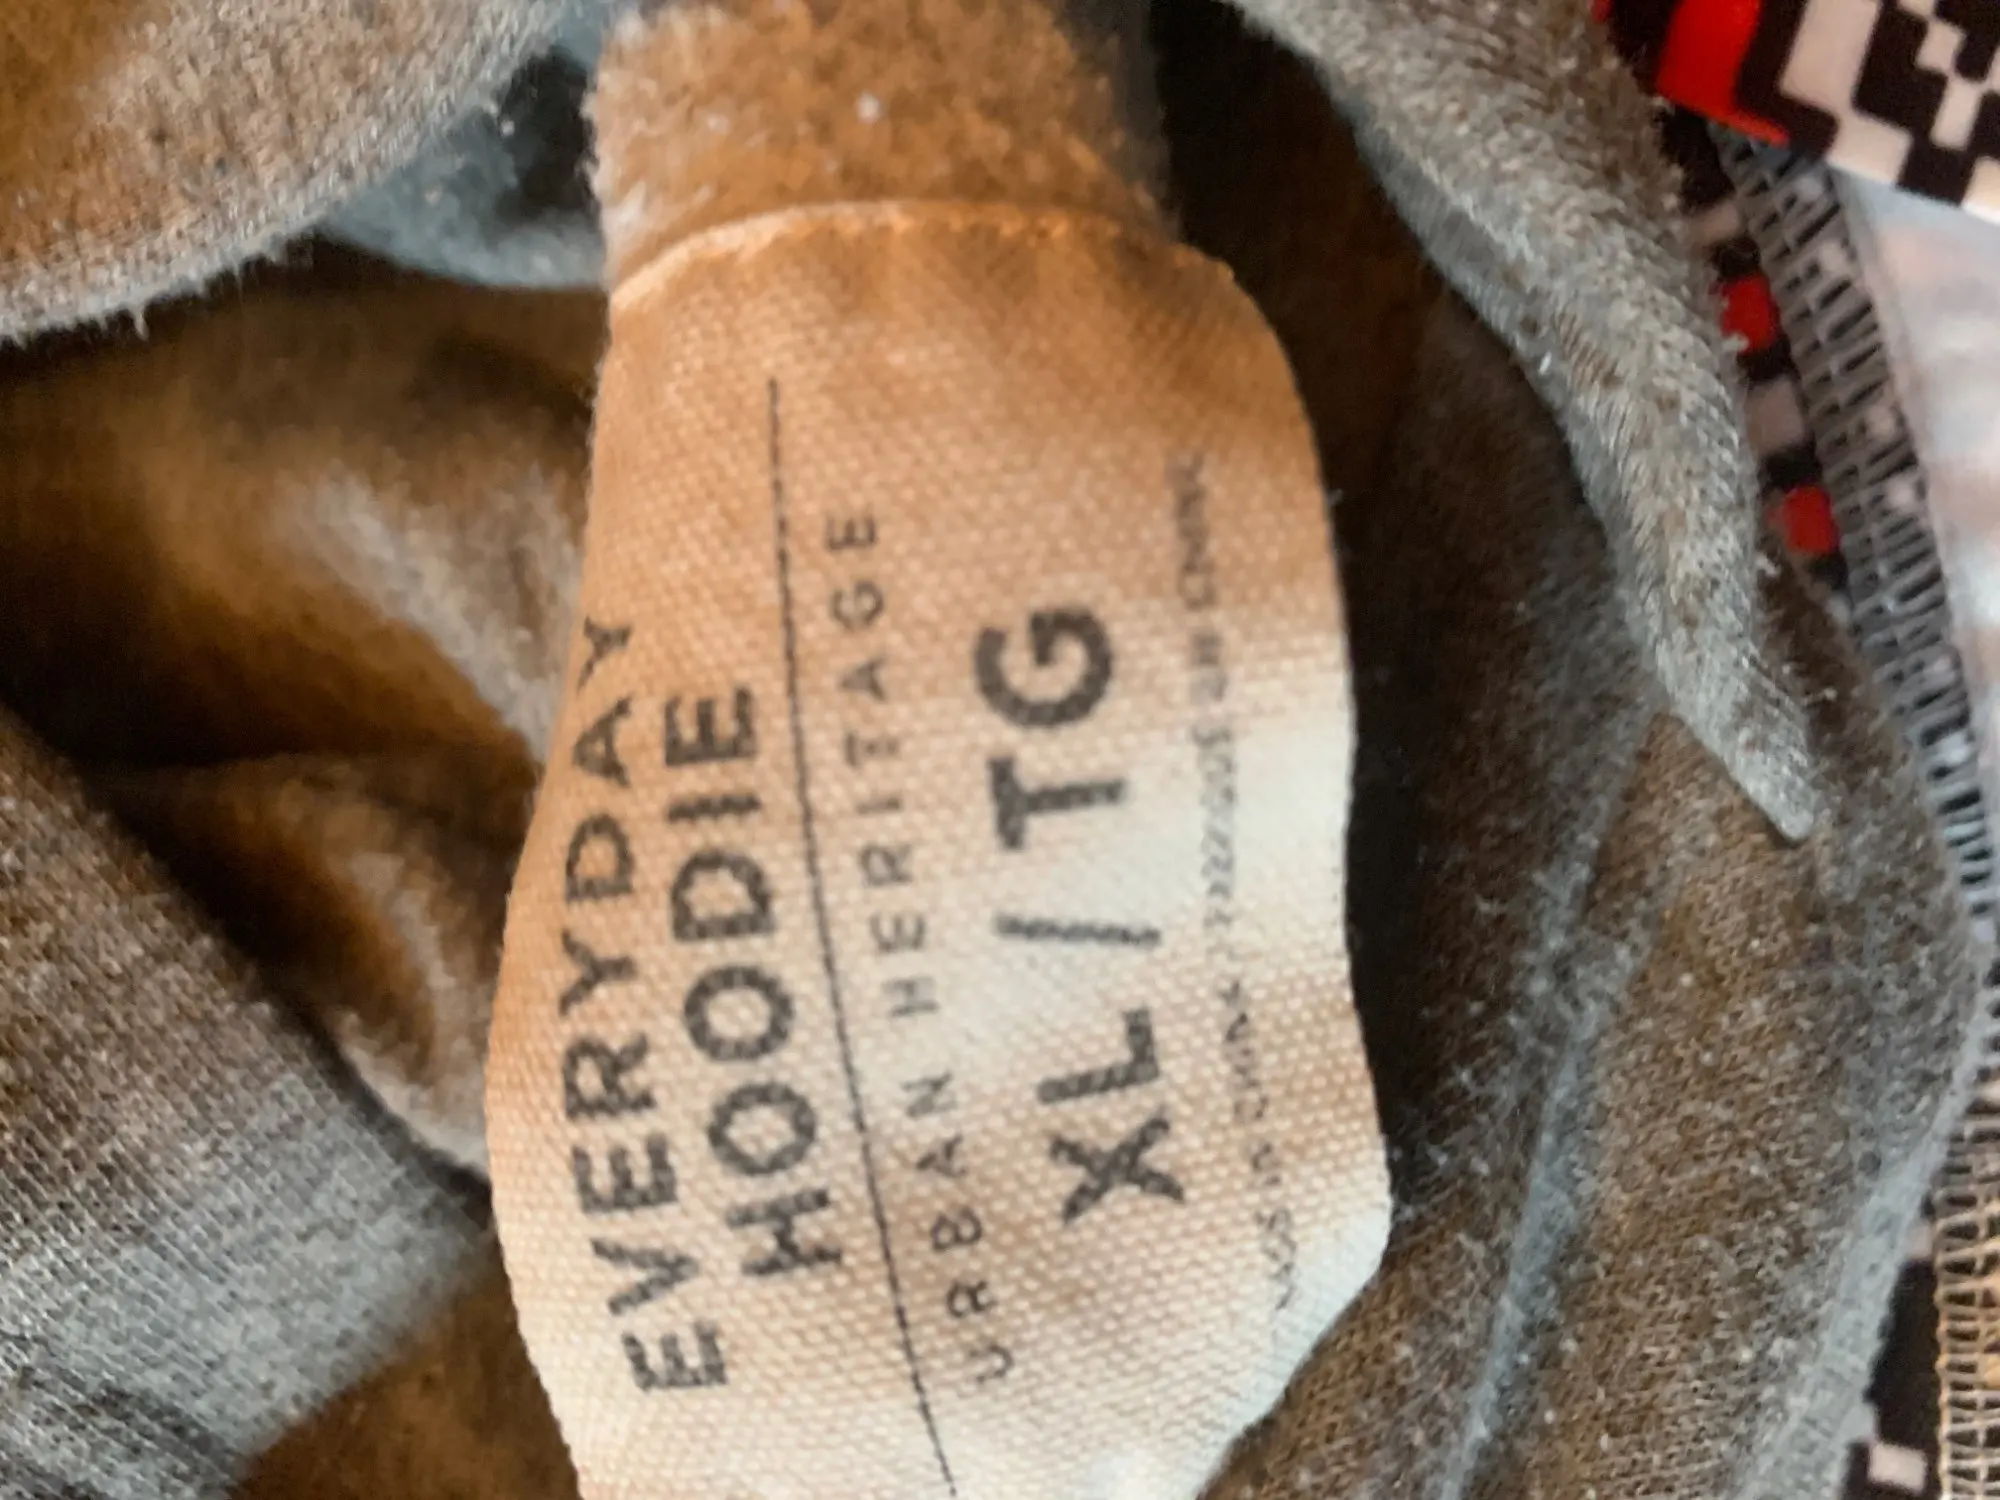 EVERYDAY
HOODIE
URBAN HERITAGE
XL / TG